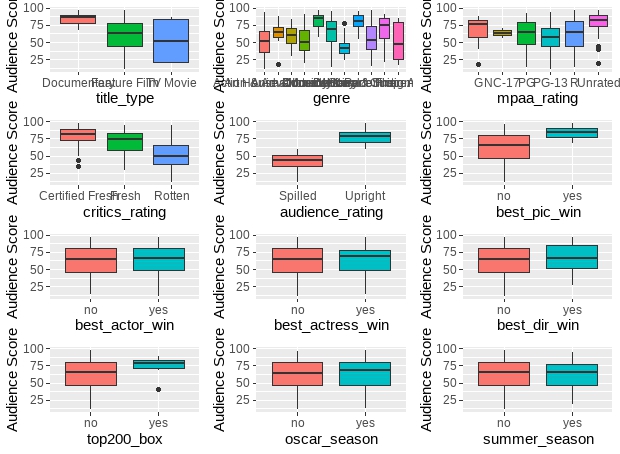 Audience Score
100
75
50
25
Documentary
Feature Film
TV Movie
title_type
Audience Score
100
75
50
25
genre
Audience Score
100
75
50
25
G
NC-17
PG
PG-13
R
Unrated
mpaa_rating
Audience Score
100
75
50
25
Certified Fresh
Fresh
Rotten
critics_rating
Audience Score
100
75
50
25
Spilled
Upright
audience_rating
Audience Score
100
75
50
25
no
yes
best_pic_win
Audience Score
100
75
50
25
no
yes
best_actor_win
Audience Score
100
75
50
25
no
yes
best_actress_win
Audience Score
100
75
50
25
no
yes
best_dir_win
Audience Score
100
75
50
25
no
yes
top200_box
Audience Score
100
75
50
25
no
yes
oscar_season
Audience Score
100
75
50
25
no
yes
summer_season